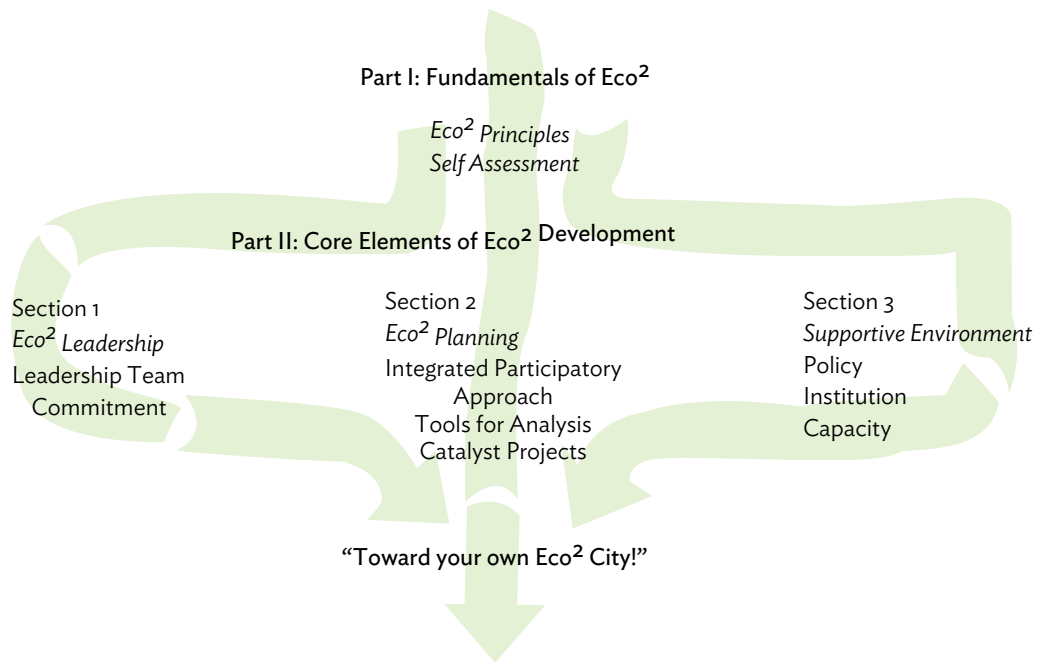 Part I: Fundamentals of Eco²
Eco² Principles
Self Assessment
Part II: Core Elements of Eco² Development
Section 1
Eco² Leadership
Leadership Team
Commitment
Section 2
Eco² Planning
Integrated Participatory
Approach
Tools for Analysis
Catalyst Projects
Section 3
Supportive Environment
Policy
Institution
Capacity
“Toward your own Eco² City!”